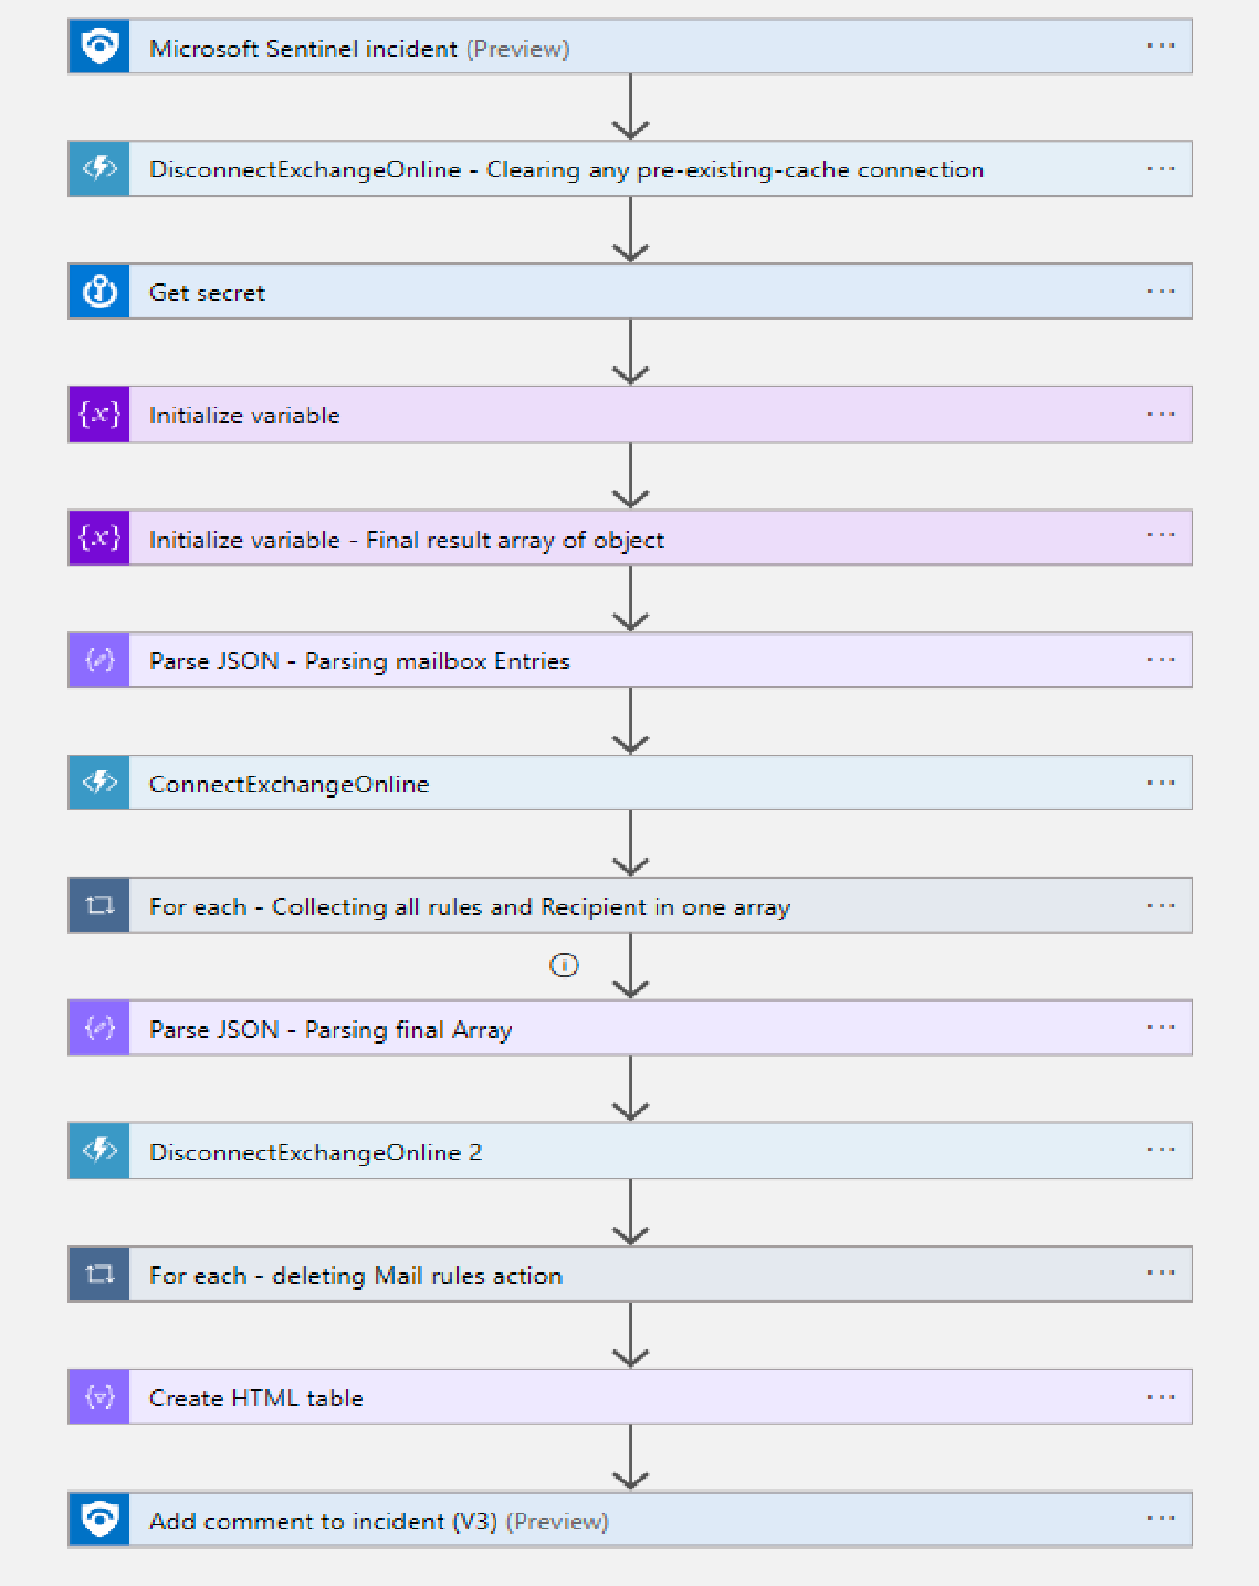 Microsoft Sentinel incident (Preview)
DisconnectExchangeOnline - Clearing any pre-existing-cache connection
Get secret
{x} Initialize variable
{x} Initialize variable - Final result array of object
Parse JSON - Parsing mailbox Entries
ConnectExchangeOnline
For each - Collecting all rules and Recipient in one array
Parse JSON - Parsing final Array
DisconnectExchangeOnline 2
For each - deleting Mail rules action
Create HTML table
Add comment to incident (V3) (Preview)